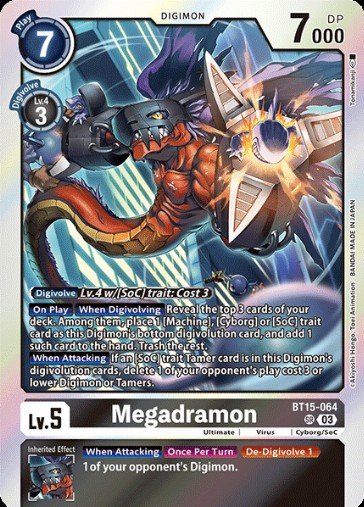 Play
7
DIGIMON
7000
DP
Digivolve
Lv.4
3
Digivolve Lv.4 w/[SoC] trait: Cost 3
On Play When Digivolving Reveal the top 3 cards of your
deck. Among them, place 1 [Machine], [Cyborg] or [SoC] trait
card as this Digimon's bottom digivolution card, and add 1
such card to the hand. Trash the rest.
When Attacking If an [SoC] trait Tamer card is in this Digimon's
digivolution cards, delete 1 of your opponent's play cost 3 or
lower Digimon or Tamers.
©Akiyoshi Hongo, Toei Animation BANDAI MADE IN JAPAN
Lv.5
Megadramon
BT15-064
SR 03
Ultimate Virus Cyborg/SoC
Inherited Effect
When Attacking Once Per Turn De-Digivolve 1
1 of your opponent's Digimon.